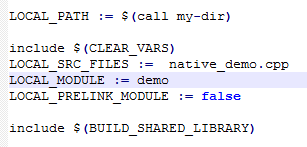 LOCAL_PATH := $(call my-dir)
include $(CLEAR_VARS)
LOCAL_SRC_FILES :=  native_demo.cpp
LOCAL_MODULE := demo
LOCAL_PRELINK_MODULE := false
include $(BUILD_SHARED_LIBRARY)